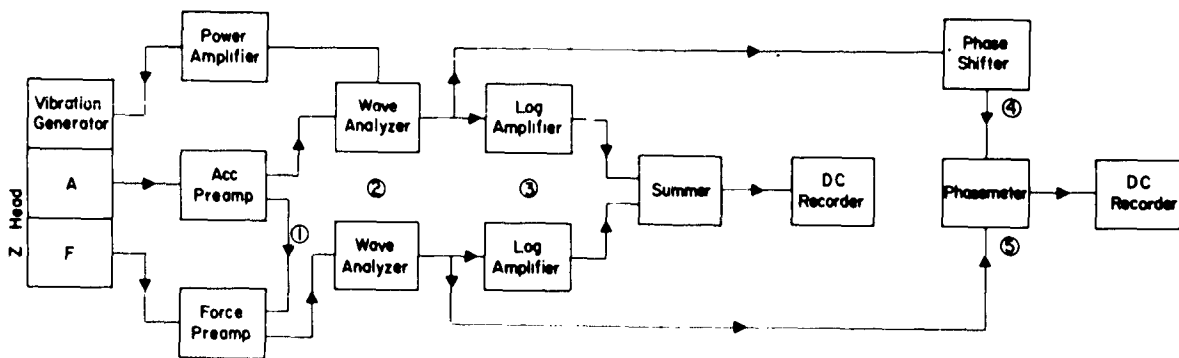 Power
Amplifier
Phase
Shifter
Vibration
Generator
Wave
Analyzer
Log
Amplifier
④
A
Acc
Preamp
②
③
Summer
DC
Recorder
Phasemeter
DC
Recorder
Z Head
F
①
Wave
Analyzer
Log
Amplifier
⑤
Force
Preamp